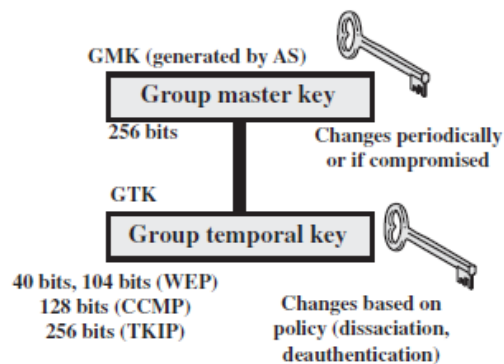 GMK (generated by AS)
Group master key
256 bits
Changes periodically
or if compromised
GTK
Group temporal key
40 bits, 104 bits (WEP)
128 bits (CCMP)
256 bits (TKIP)
Changes based on
policy (dissaciation,
deauthentication)